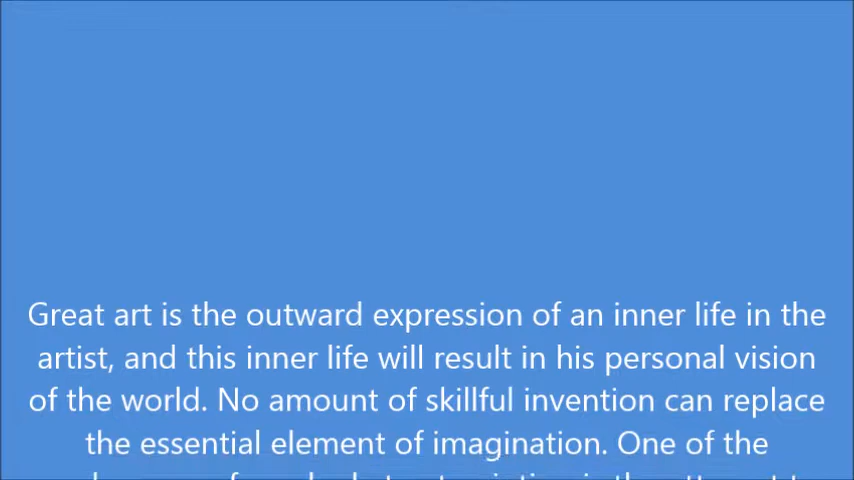 Great art is the outward expression of an inner life in the
artist, and this inner life will result in his personal vision
of the world. No amount of skillful invention can replace
the essential element of imagination. One of the